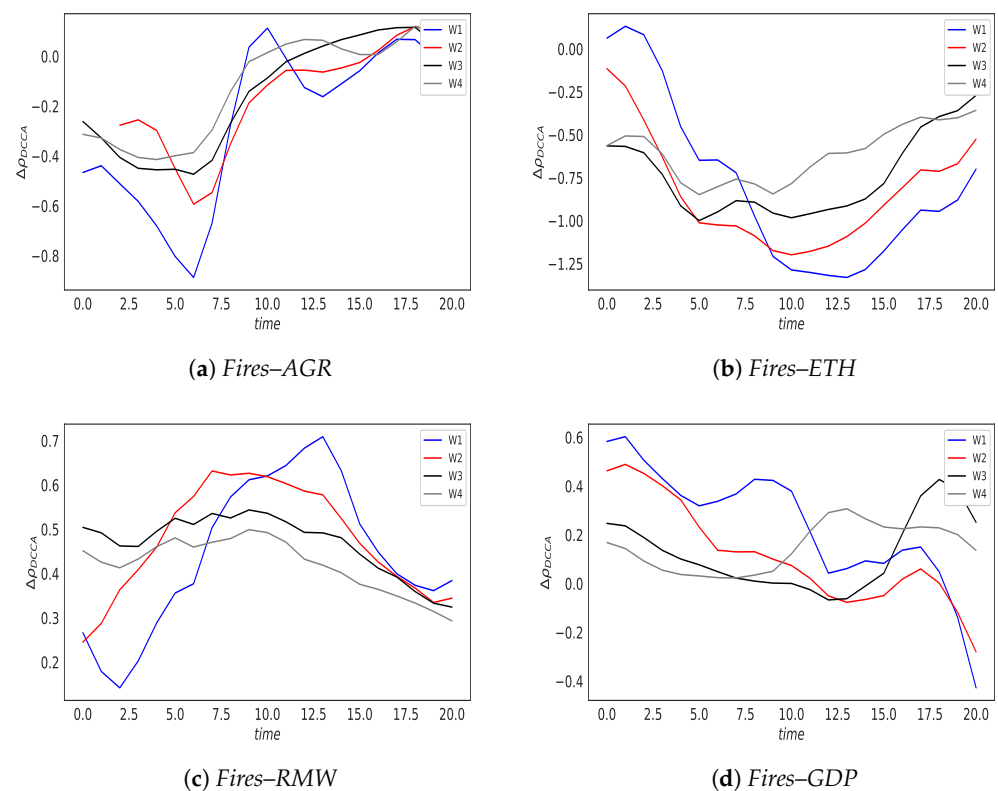 0.0
−0.2
−0.4
−0.6
−0.8
Δρ_DCCA
W1
W2
W3
W4
0.0 2.5 5.0 7.5 10.0 12.5 15.0 17.5 20.0
time
(a) Fires–AGR
0.00
−0.25
−0.50
−0.75
−1.00
−1.25
Δρ_DCCA
W1
W2
W3
W4
0.0 2.5 5.0 7.5 10.0 12.5 15.0 17.5 20.0
time
(b) Fires–ETH
0.7
0.6
0.5
0.4
0.3
0.2
Δρ_DCCA
W1
W2
W3
W4
0.0 2.5 5.0 7.5 10.0 12.5 15.0 17.5 20.0
time
(c) Fires–RMW
0.6
0.4
0.2
0.0
−0.2
−0.4
Δρ_DCCA
W1
W2
W3
W4
0.0 2.5 5.0 7.5 10.0 12.5 15.0 17.5 20.0
time
(d) Fires–GDP